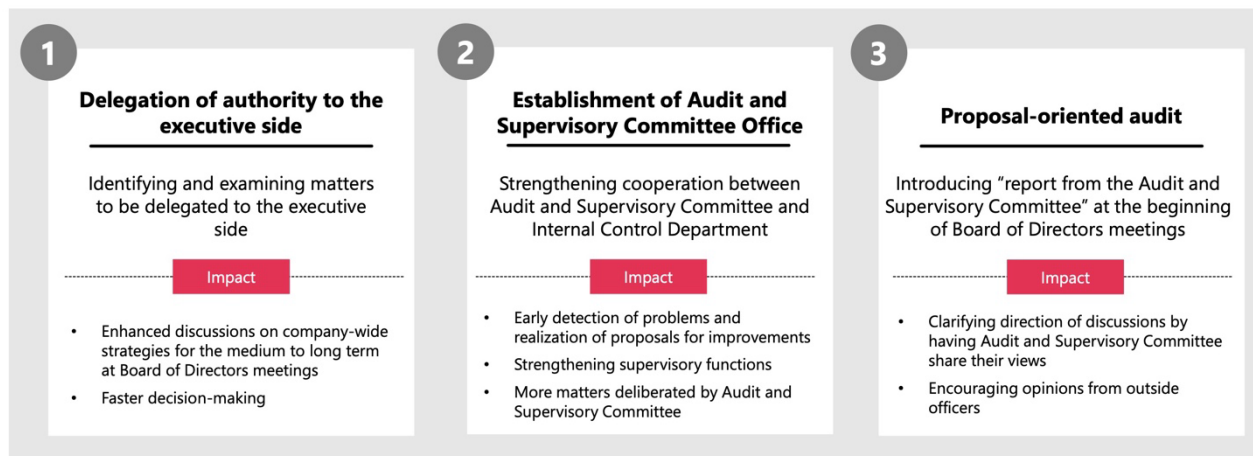 1
Delegation of authority to the
executive side
Identifying and examining matters
to be delegated to the executive
side
Impact
• Enhanced discussions on company-wide
strategies for the medium to long term
at Board of Directors meetings
• Faster decision-making
2
Establishment of Audit and
Supervisory Committee Office
Strengthening cooperation between
Audit and Supervisory Committee and
Internal Control Department
Impact
• Early detection of problems and
realization of proposals for improvements
• Strengthening supervisory functions
• More matters deliberated by Audit and
Supervisory Committee
3
Proposal-oriented audit
Introducing “report from the Audit and
Supervisory Committee” at the beginning
of Board of Directors meetings
Impact
• Clarifying direction of discussions by
having Audit and Supervisory Committee
share their views
• Encouraging opinions from outside
officers